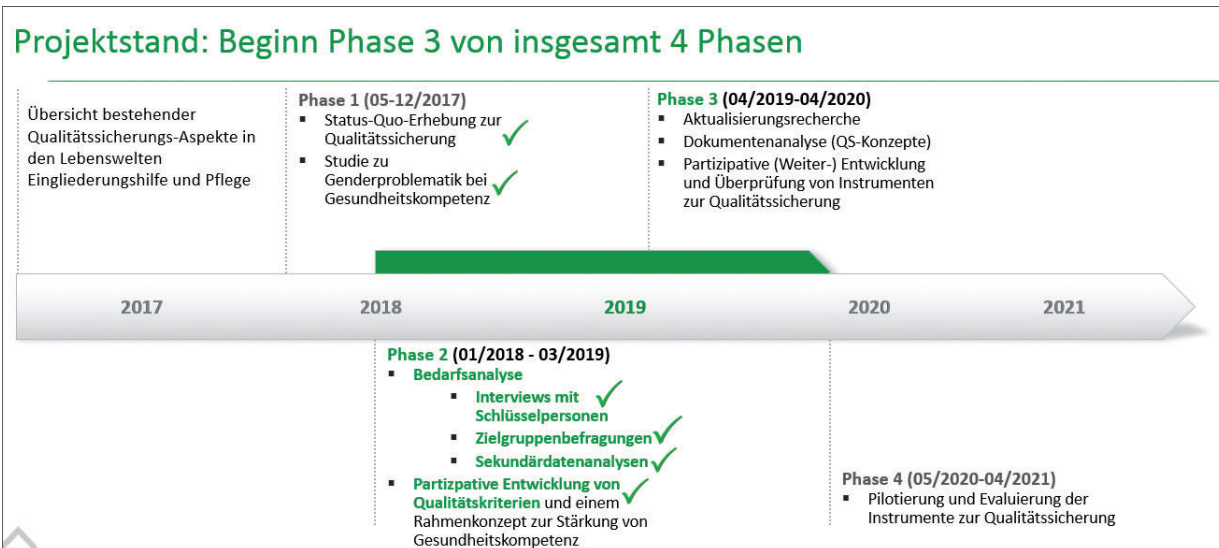 Projektstand: Beginn Phase 3 von insgesamt 4 Phasen
Übersicht bestehender
Qualitätssicherungs-Aspekte in
den Lebenswelten
Eingliederungshilfe und Pflege
Phase 1 (05-12/2017)
▪ Status-Quo-Erhebung zur
Qualitätssicherung ✓
▪ Studie zu
Genderproblematik bei
Gesundheitskompetenz ✓
Phase 3 (04/2019-04/2020)
▪ Aktualisierungsrecherche
▪ Dokumentenanalyse (QS-Konzepte)
▪ Partizipative (Weiter-) Entwicklung
und Überprüfung von Instrumenten
zur Qualitätssicherung
2017 2018 2019 2020 2021
Phase 2 (01/2018 - 03/2019)
▪ Bedarfsanalyse
▪ Interviews mit
Schlüsselpersonen ✓
▪ Zielgruppenbefragungen ✓
▪ Sekundärdatenanalysen ✓
▪ Partizpative Entwicklung von
Qualitätskriterien und einem ✓
Rahmenkonzept zur Stärkung von
Gesundheitskompetenz
Phase 4 (05/2020-04/2021)
▪ Pilotierung und Evaluierung der
Instrumente zur Qualitätssicherung